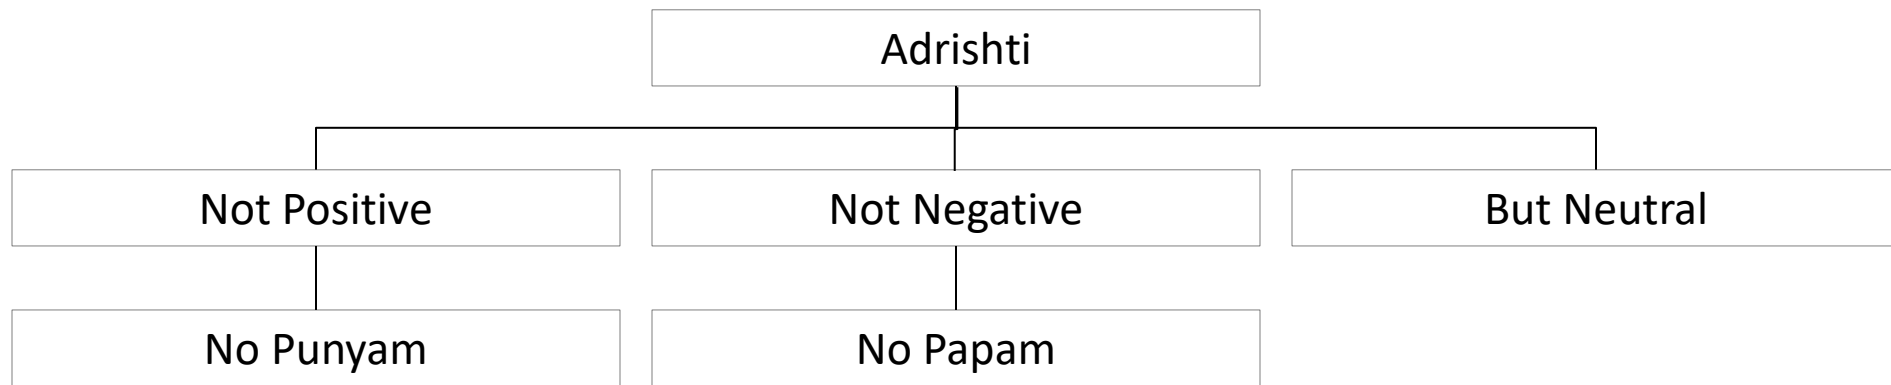 Adrishti
Not Positive
Not Negative
But Neutral
No Punyam
No Papam